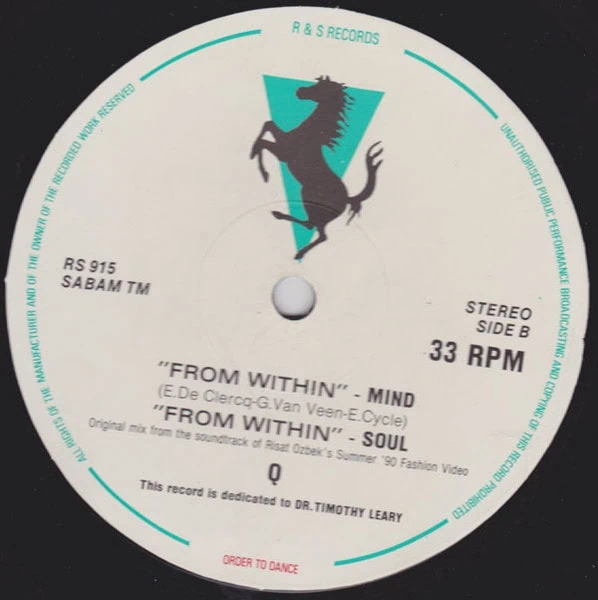 R & S RECORDS
RS 915
SABAM TM
STEREO
SIDE B
33 RPM
"FROM WITHIN" - MIND
(E.De Clercq-G.Van Veen-E.Cycle)
"FROM WITHIN" - SOUL
Original mix from the soundtrack of Risat Ozbek's Summer '90 Fashion Video
Q
This record is dedicated to DR.TIMOTHY LEARY
ORDER TO DANCE
ALL RIGHTS OF THE MANUFACTURER AND OF THE OWNER OF THE RECORDED WORK RESERVED
UNAUTHORISED PUBLIC PERFORMANCE BROADCASTING AND COPYING OF THIS RECORD PROHIBITED